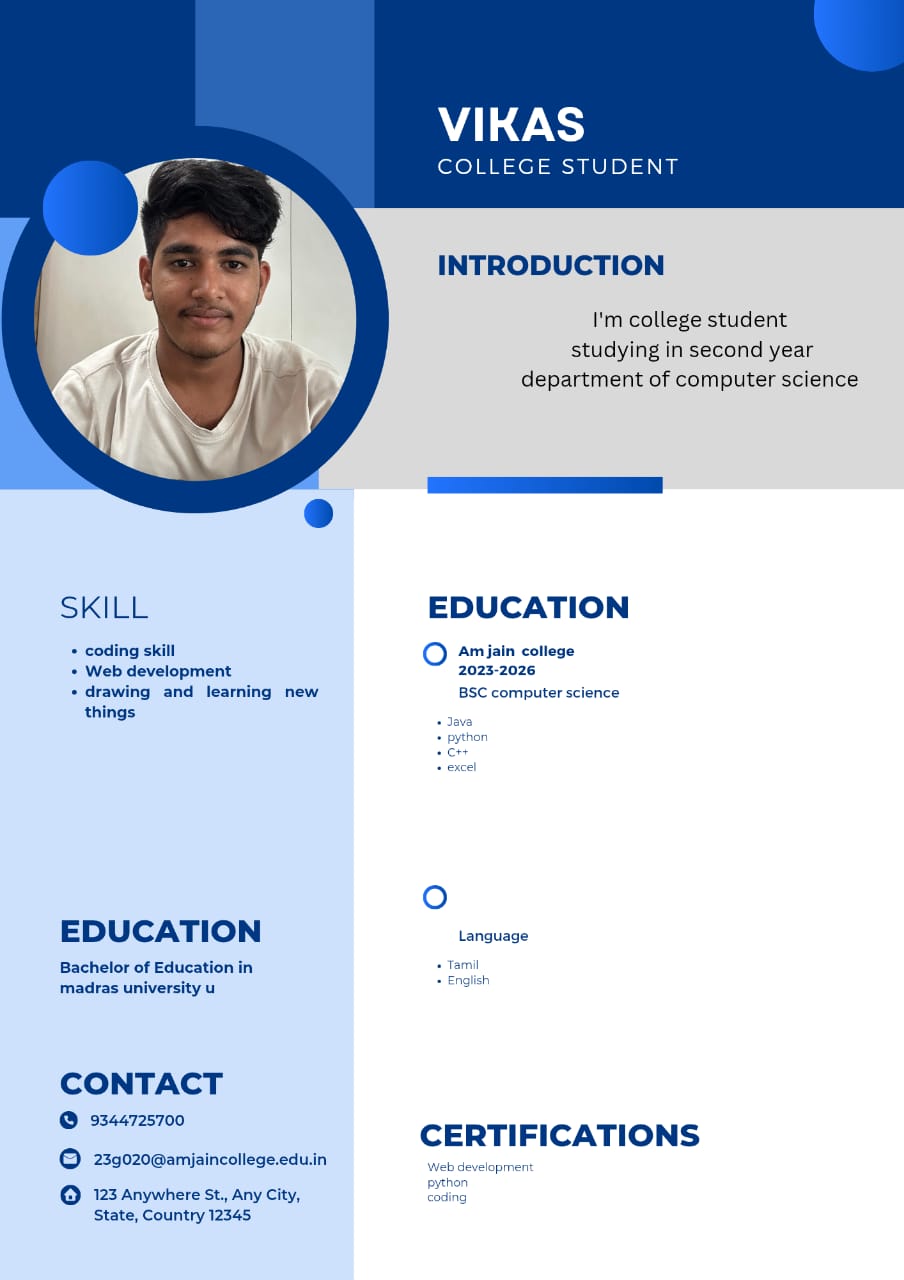 VIKAS
COLLEGE STUDENT
INTRODUCTION
I'm college student
studying in second year
department of computer science
SKILL
• coding skill
• Web development
• drawing and learning new
things
EDUCATION
Bachelor of Education in
madras university u
CONTACT
9344725700
23g020@amjaincollege.edu.in
123 Anywhere St., Any City,
State, Country 12345
EDUCATION
Am jain college
2023-2026
BSC computer science
• Java
• python
• C++
• excel
Language
• Tamil
• English
CERTIFICATIONS
Web development
python
coding